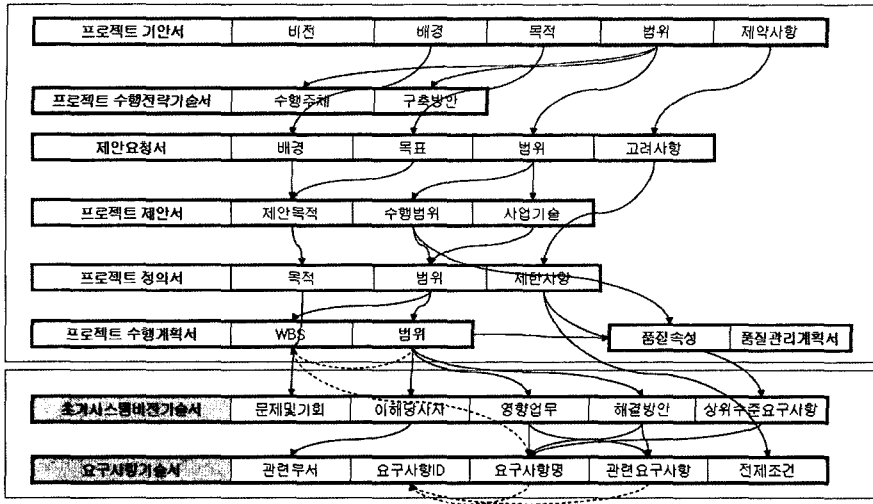 프로젝트 기안서 비전 배경 목적 범위 제약사항
프로젝트 수행전략기술서 수행주체 구축방안
제안요청서 배경 목표 범위 고려사항
프로젝트 제안서 제안목적 수행범위 사업기술
프로젝트 정의서 목적 범위 제한사항
프로젝트 수행계획서 WBS 범위 품질속성 품질관리계획서
초기시스템비전기술서 문제및기회 이해당사자 영향업무 해결방안 상위수준요구사항
요구사항기술서 관련부서 요구사항ID 요구사항명 관련요구사항 전제조건